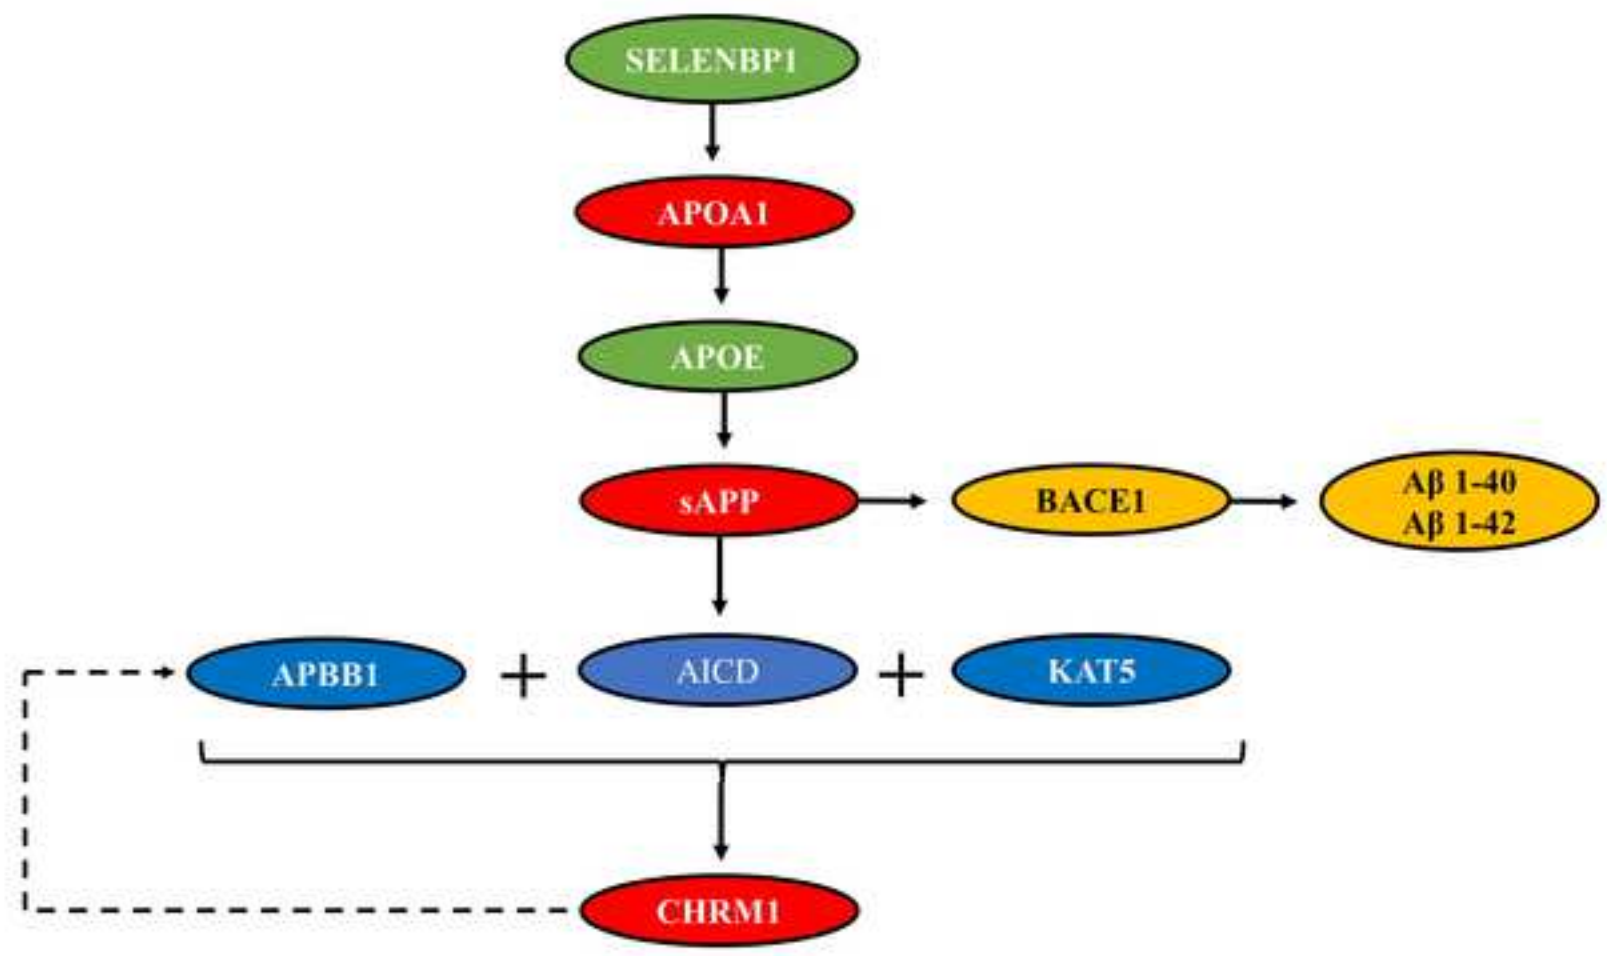 SELENBP1
APOA1
APOE
sAPP
BACE1
Aβ 1-40
Aβ 1-42
APBB1 + AICD + KAT5
CHRM1